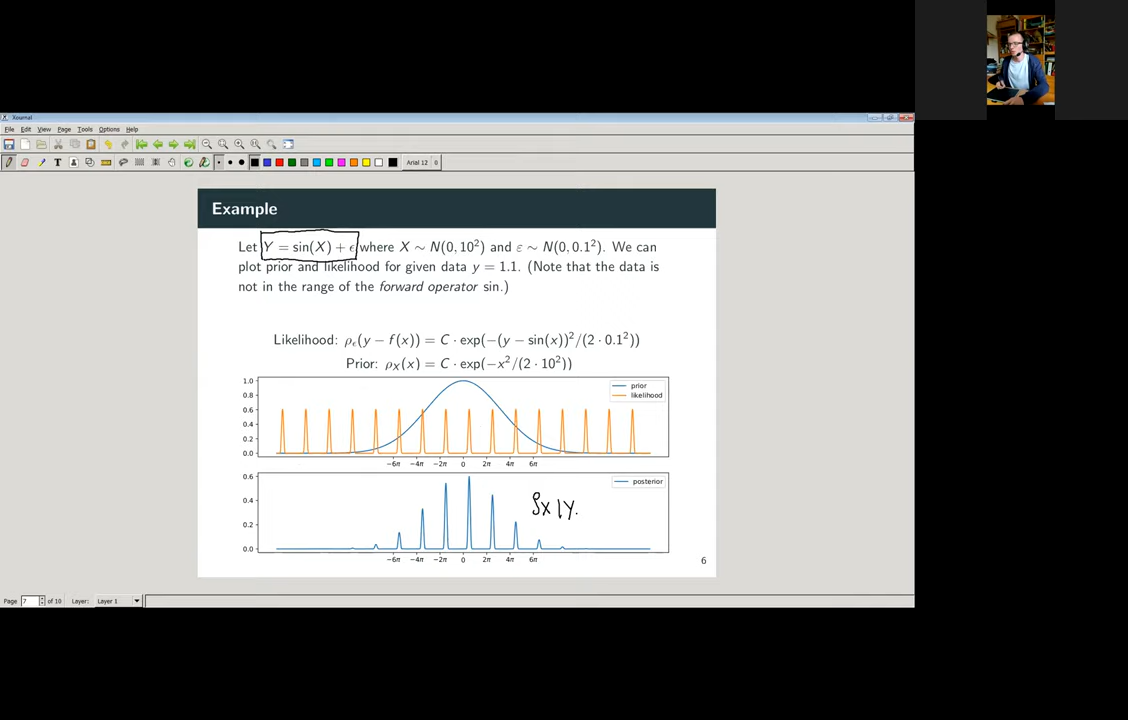 Xournal
File Edit View Page Tools Options Help
Arial 12 0
Example
Let Y = sin(X) + ϵ where X ∼ N(0, 10²) and ε ∼ N(0, 0.1²). We can
plot prior and likelihood for given data y = 1.1. (Note that the data is
not in the range of the forward operator sin.)
Likelihood: ρ_ϵ(y − f(x)) = C · exp(−(y − sin(x))²/(2 · 0.1²))
Prior: ρ_X(x) = C · exp(−x²/(2 · 10²))
1.0
0.8
0.6
0.4
0.2
0.0
prior
likelihood
−6π −4π −2π 0 2π 4π 6π
0.6
0.4
0.2
0.0
posterior
ρx|y.
−6π −4π −2π 0 2π 4π 6π
6
Page 7 of 10 Layer: Layer 1